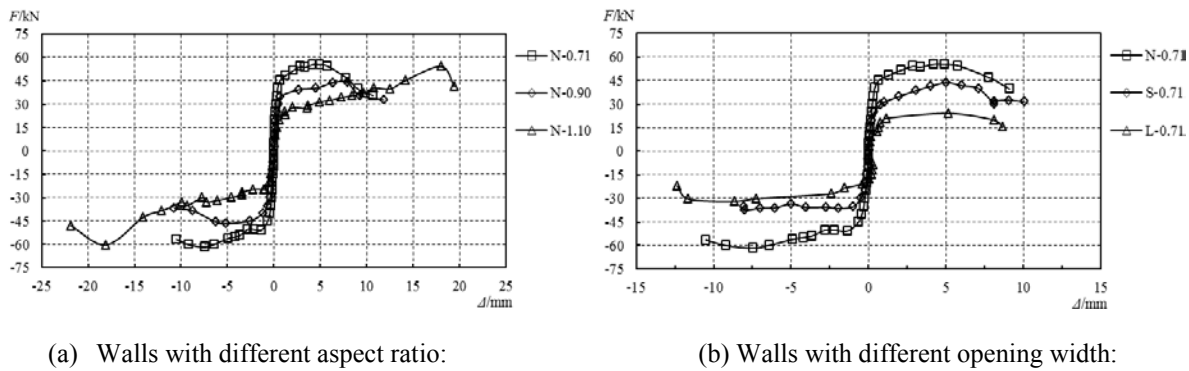 F/kN
75
60
45
30
15
0
-15
-30
-45
-60
-75
-25 -20 -15 -10 -5 0 5 10 15 20 25
Δ/mm
N-0.71
N-0.90
N-1.10
(a) Walls with different aspect ratio:
F/kN
75
60
45
30
15
0
-15
-30
-45
-60
-75
-15 -10 -5 0 5 10 15
Δ/mm
N-0.71
S-0.71
L-0.71
(b) Walls with different opening width: